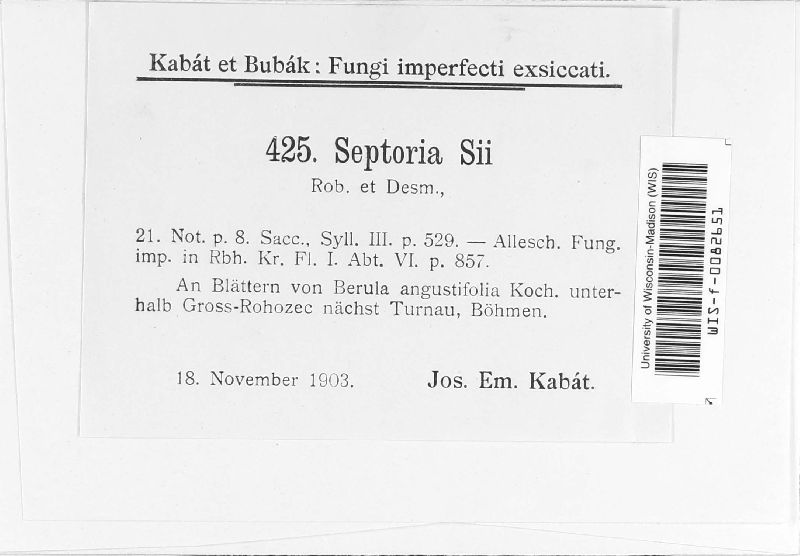 Kabát et Bubák: Fungi imperfecti exsiccati.
425. Septoria Sii
Rob. et Desm.,
21. Not. p. 8. Sacc., Syll. III. p. 529. — Allesch. Fung.
imp. in Rbh. Kr. Fl. I. Abt. VI. p. 857.
An Blättern von Berula angustifolia Koch. unter-
halb Gross-Rohozec nächst Turnau, Böhmen.
18. November 1903.
Jos. Em. Kabát.
University of Wisconsin-Madison (WIS)
WIS-f-0082651